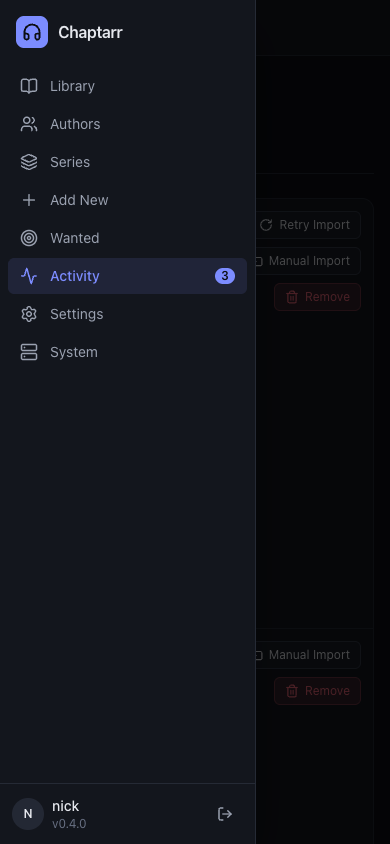 Chaptarr
Library
Authors
Series
Add New
Wanted
Activity
3
Settings
System
Retry Import
Manual Import
Remove
Manual Import
Remove
N
nick
v0.4.0